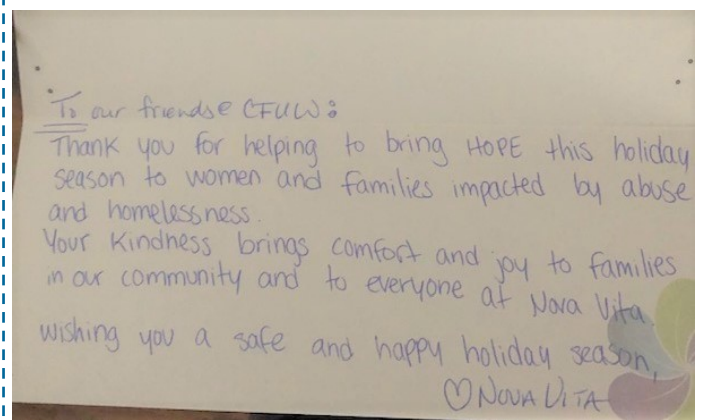 To our friends @ CFUW:
Thank you for helping to bring HOPE this holiday
season to women and families impacted by abuse
and homelessness.
Your kindness brings comfort and joy to families
in our community and to everyone at Nova Vita.
wishing you a safe and happy holiday season,
♡ NOVA VITA